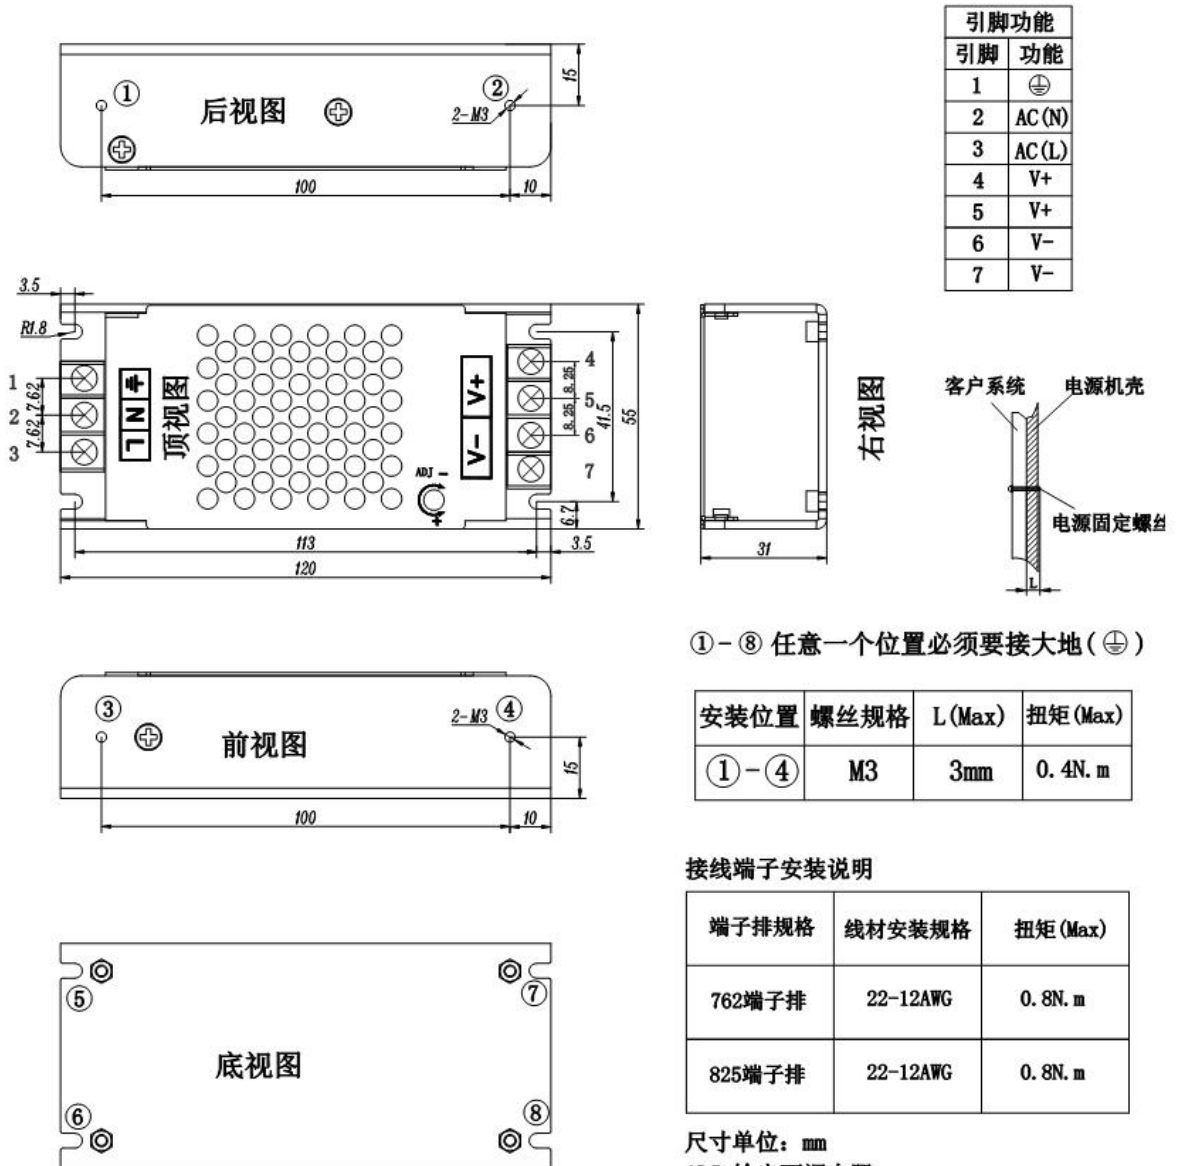 ① 后视图 ② 2-M3 15
100 10
引脚功能
引脚 功能
1 ⏚
2 AC(N)
3 AC(L)
4 V+
5 V+
6 V-
7 V-
3.5
R1.8
1
2
3
7.62
7.62
N
L
顶视图
V+
V-
ADJ -
+
4
5
6
7
8.25
8.25
41.5
55
6.7
3.5
113
120
31
右视图
客户系统 电源机壳
电源固定螺丝
L
①-⑧ 任意一个位置必须要接大地(⏚)
③ 前视图 2-M3 ④ 15
100 10
安装位置 螺丝规格 L(Max) 扭矩(Max)
①-④ M3 3mm 0.4N.m
接线端子安装说明
端子排规格 线材安装规格 扭矩(Max)
762端子排 22-12AWG 0.8N.m
825端子排 22-12AWG 0.8N.m
⑤ ⑦
底视图
⑥ ⑧
尺寸单位: mm